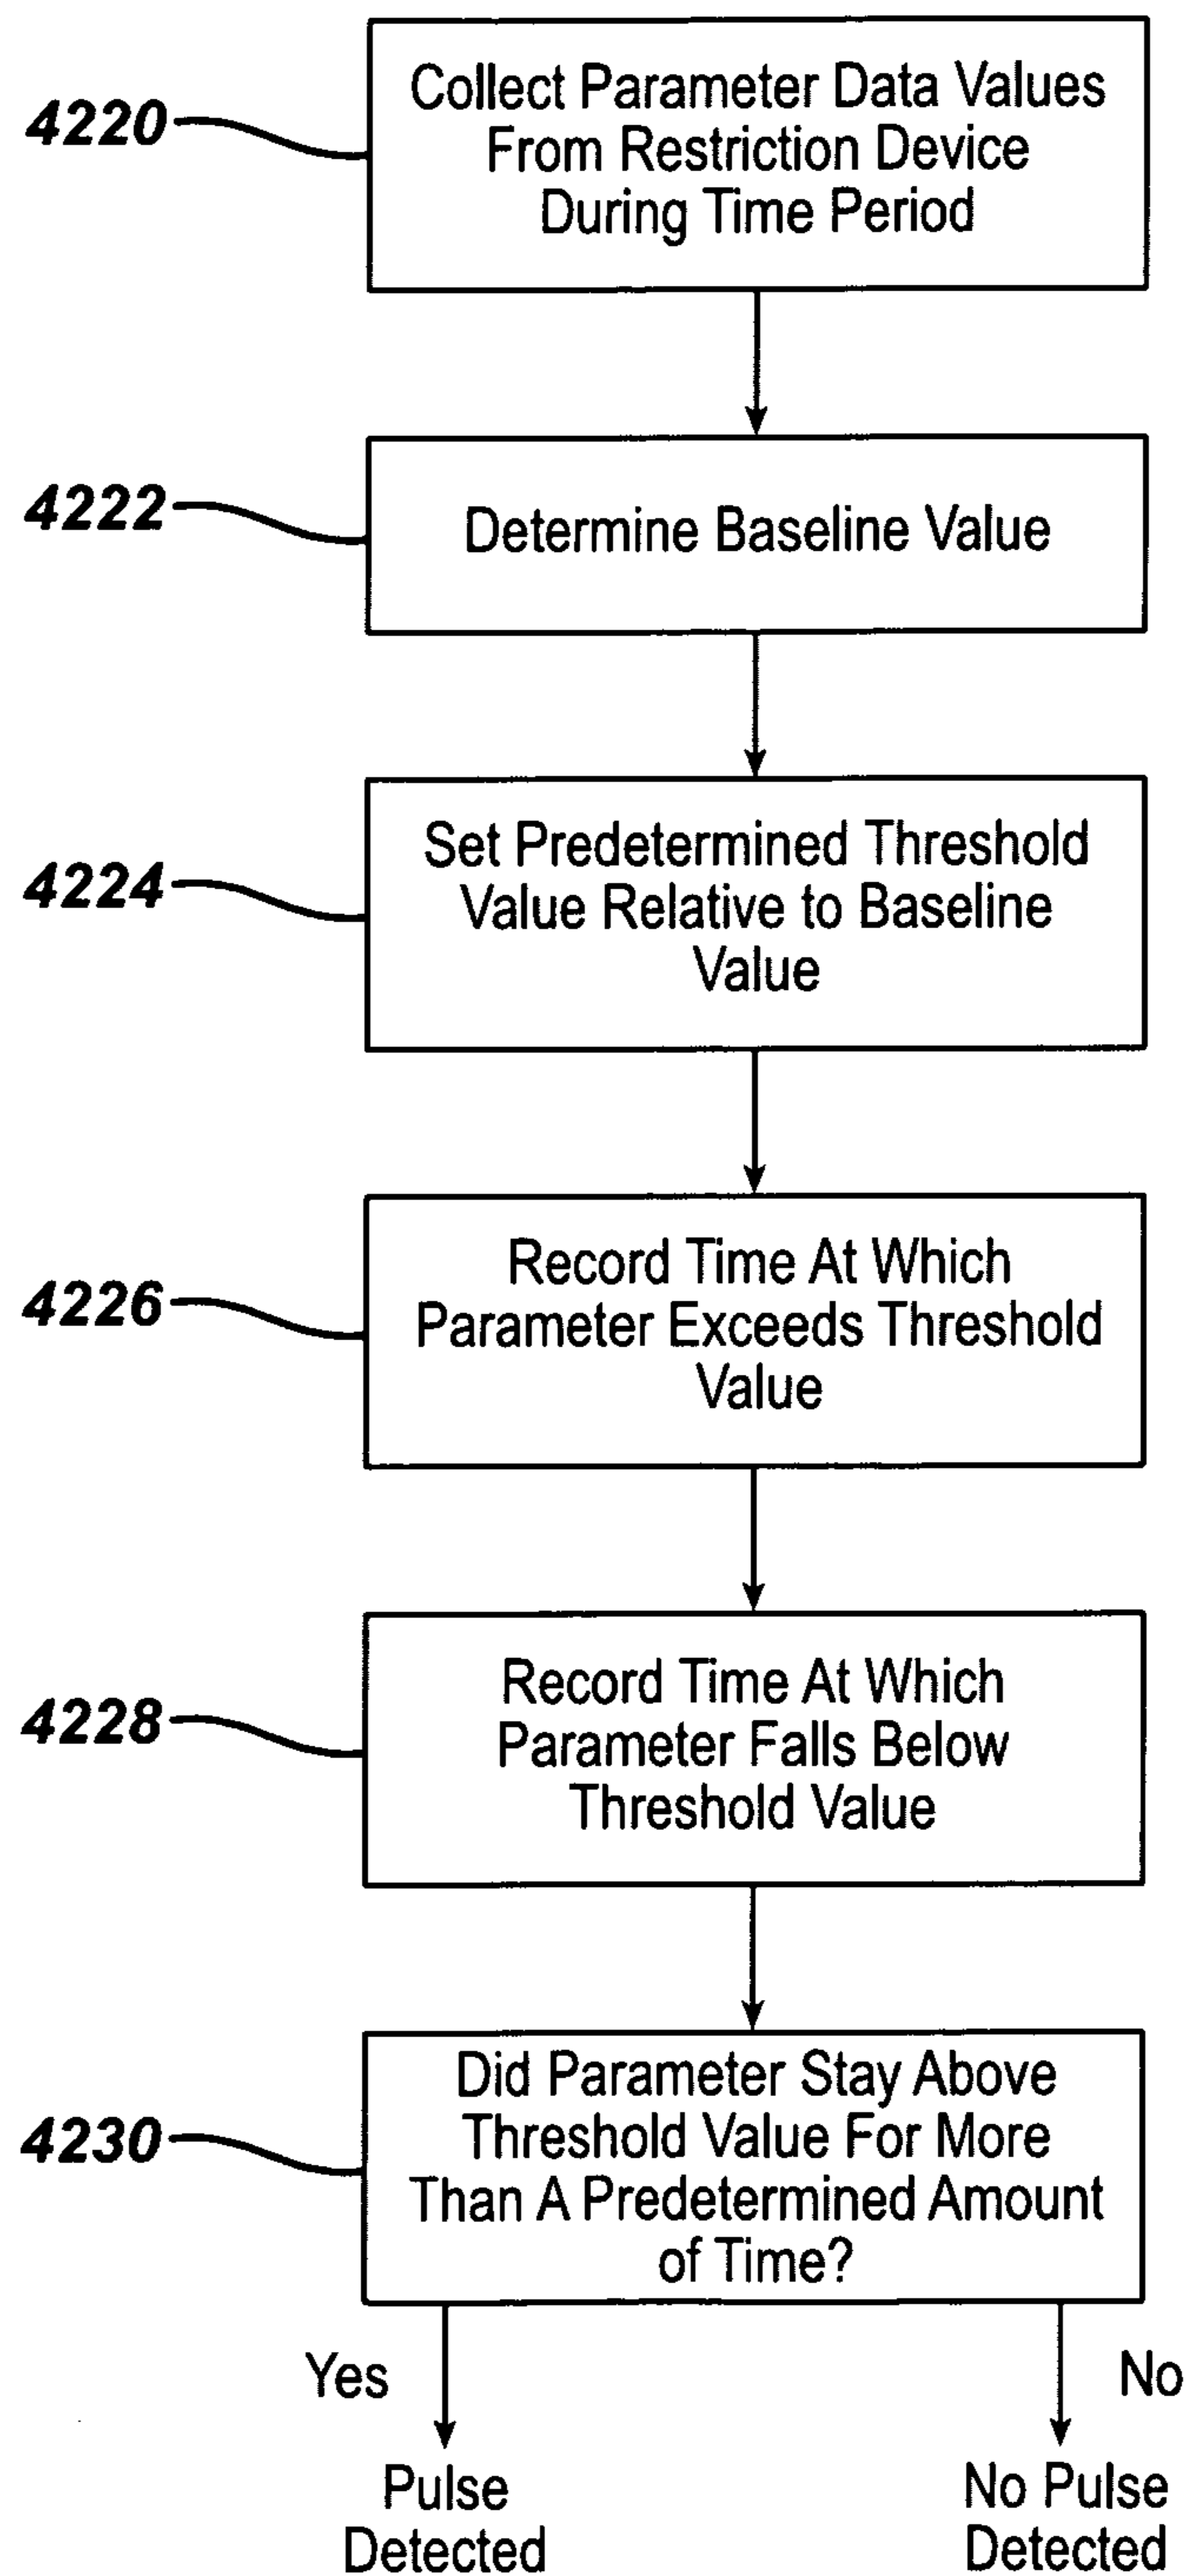 4220
Collect Parameter Data Values
From Restriction Device
During Time Period
4222
Determine Baseline Value
4224
Set Predetermined Threshold
Value Relative to Baseline
Value
4226
Record Time At Which
Parameter Exceeds Threshold
Value
4228
Record Time At Which
Parameter Falls Below
Threshold Value
4230
Did Parameter Stay Above
Threshold Value For More
Than A Predetermined Amount
of Time?
Yes
No
Pulse
Detected
No Pulse
Detected